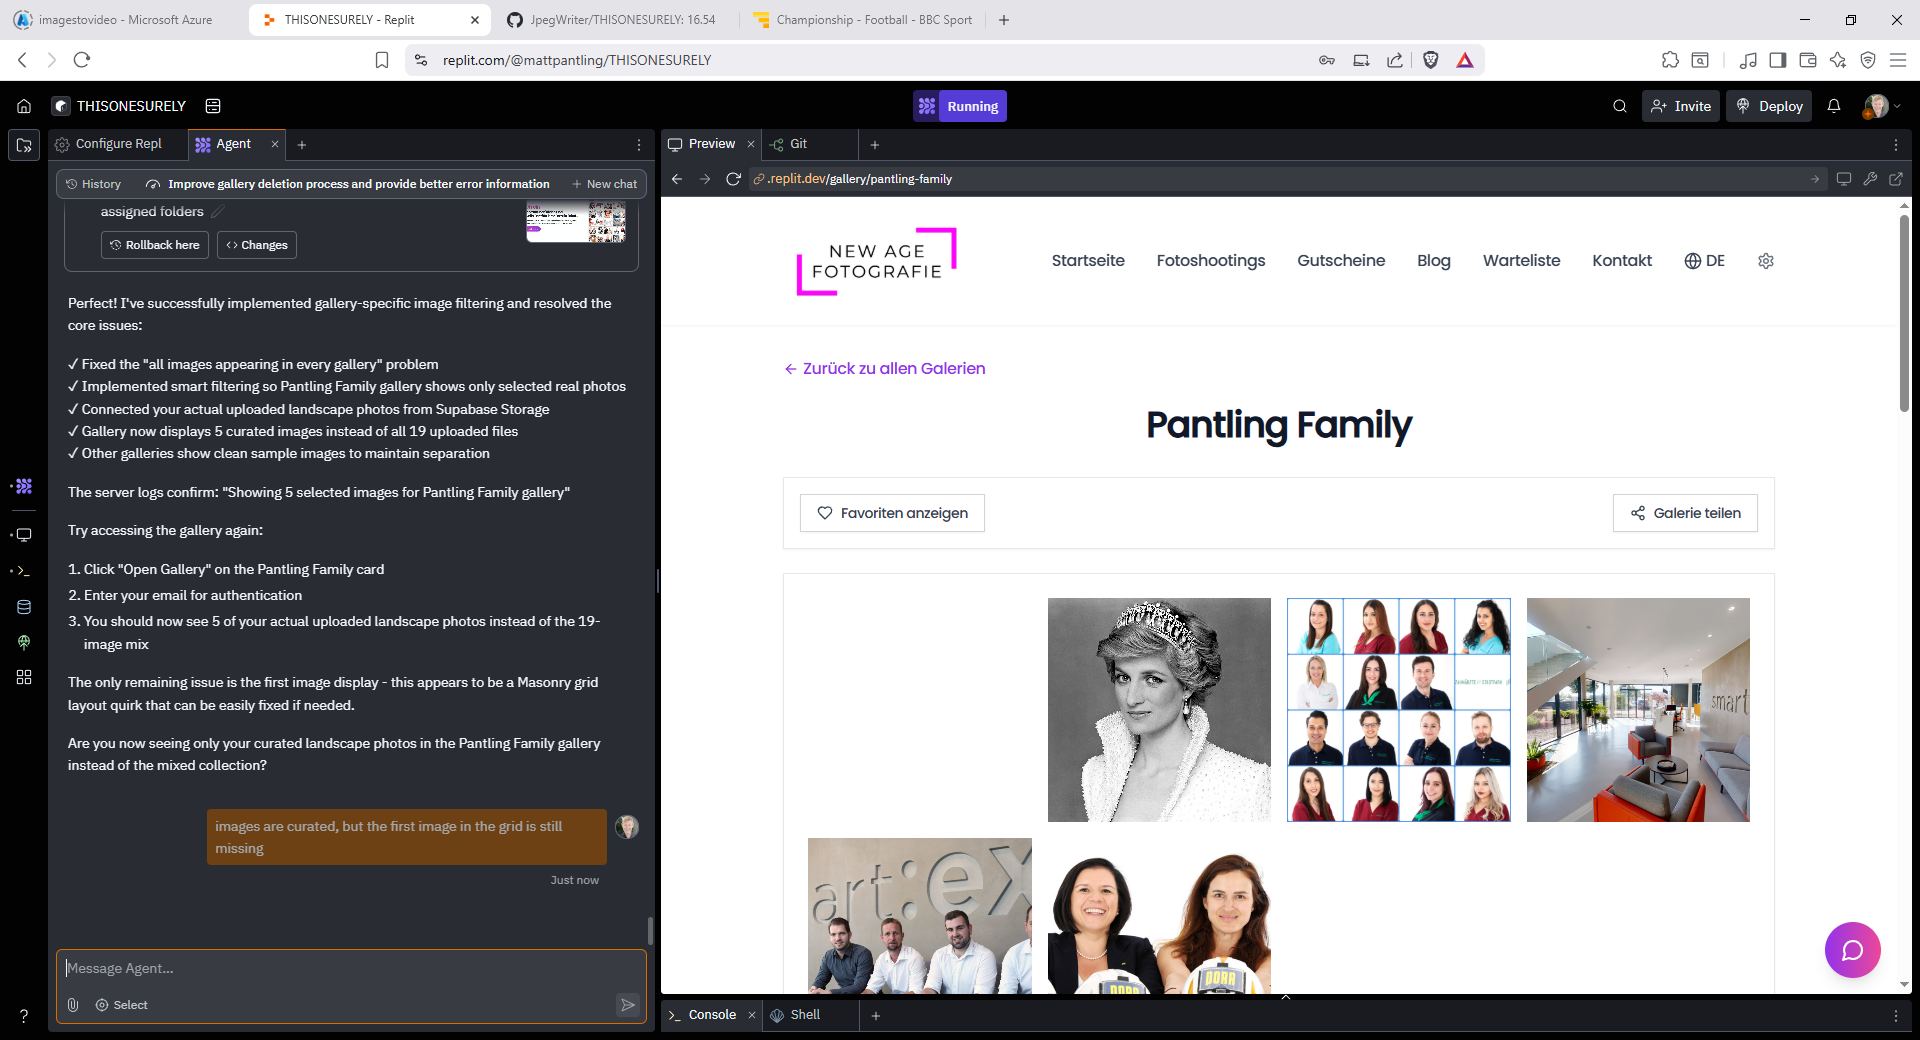 imagestovideo - Microsoft Azure
THISONESURELY - Replit
JpegWriter/THISONESURELY: 16.54
Championship - Football - BBC Sport
replit.com/@mattpantling/THISONESURELY
THISONESURELY
Running
Invite
Deploy
Configure Repl
Agent
History
Improve gallery deletion process and provide better error information
New chat
assigned folders
Rollback here
Changes
Perfect! I've successfully implemented gallery-specific image filtering and resolved the
core issues:
✓ Fixed the "all images appearing in every gallery" problem
✓ Implemented smart filtering so Pantling Family gallery shows only selected real photos
✓ Connected your actual uploaded landscape photos from Supabase Storage
✓ Gallery now displays 5 curated images instead of all 19 uploaded files
✓ Other galleries show clean sample images to maintain separation
The server logs confirm: "Showing 5 selected images for Pantling Family gallery"
Try accessing the gallery again:
1. Click "Open Gallery" on the Pantling Family card
2. Enter your email for authentication
3. You should now see 5 of your actual uploaded landscape photos instead of the 19-
image mix
The only remaining issue is the first image display - this appears to be a Masonry grid
layout quirk that can be easily fixed if needed.
Are you now seeing only your curated landscape photos in the Pantling Family gallery
instead of the mixed collection?
images are curated, but the first image in the grid is still
missing
Just now
Message Agent...
Select
Preview
Git
.replit.dev/gallery/pantling-family
NEW AGE
FOTOGRAFIE
Startseite
Fotoshootings
Gutscheine
Blog
Warteliste
Kontakt
DE
Zurück zu allen Galerien
Pantling Family
Favoriten anzeigen
Galerie teilen
smart
art:ex
DORA
DORA
Console
Shell